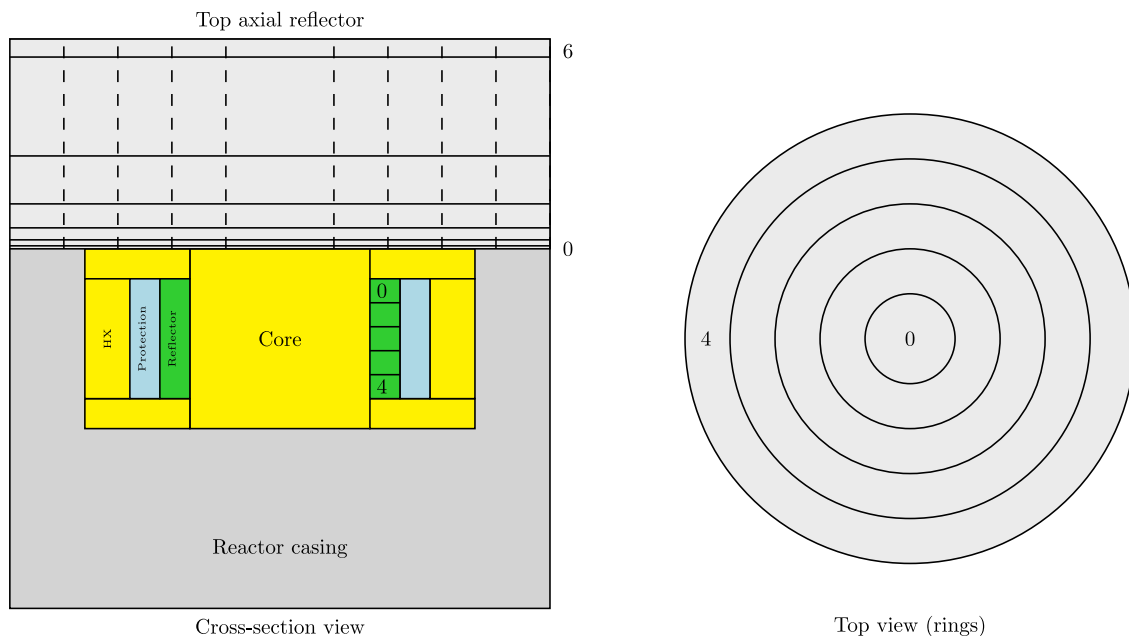 Top axial reflector
6
0
HX
Protection
Reflector
Core
0
4
Reactor casing
Cross-section view
4
0
Top view (rings)